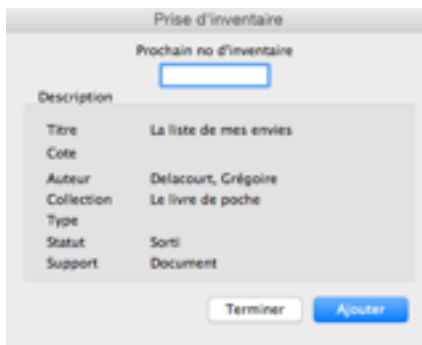 Prise d'inventaire
Prochain no d'inventaire
Description
Titre La liste de mes envies
Cote
Auteur Delacourt, Grégoire
Collection Le livre de poche
Type
Statut Sorti
Support Document
Terminer Ajouter